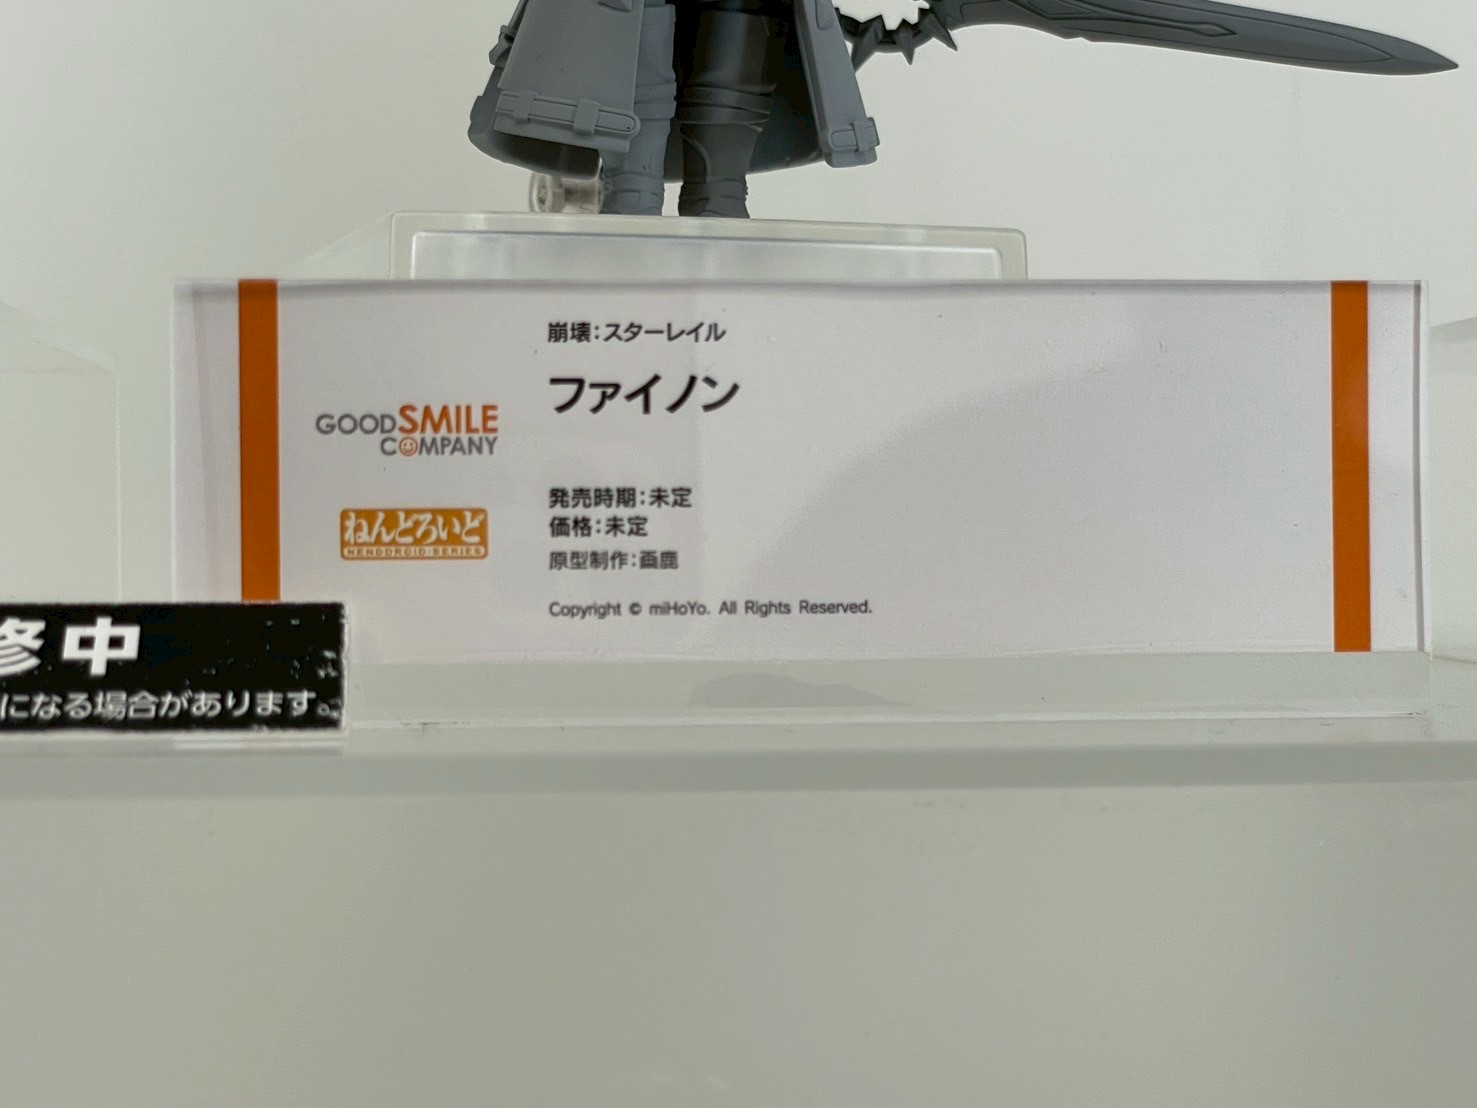 崩壊：スターレイル
ファイノン
GOODSMILE
COMPANY
発売時期：未定
価格：未定
原型制作：画鹿
ねんどろいど
NENDOROID SERIES
Copyright © miHoYo. All Rights Reserved.
修中
になる場合があります。